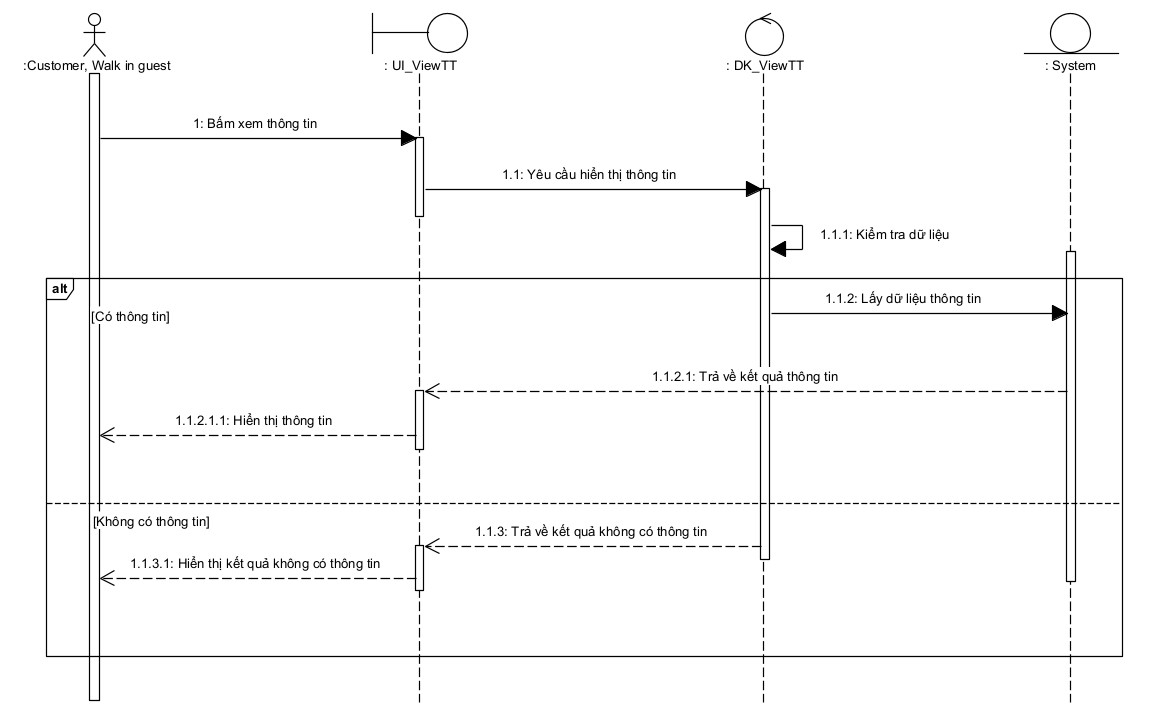 :Customer, Walk in guest
: UI_ViewTT
: DK_ViewTT
: System
1: Bấm xem thông tin
1.1: Yêu cầu hiển thị thông tin
1.1.1: Kiểm tra dữ liệu
alt
1.1.2: Lấy dữ liệu thông tin
[Có thông tin]
1.1.2.1: Trả về kết quả thông tin
1.1.2.1.1: Hiển thị thông tin
[Không có thông tin]
1.1.3: Trả về kết quả không có thông tin
1.1.3.1: Hiển thị kết quả không có thông tin